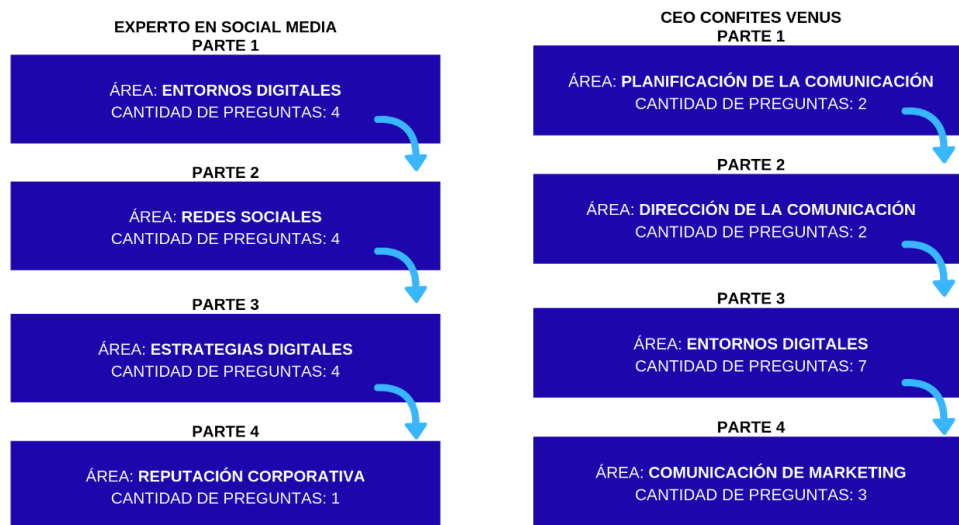 EXPERTO EN SOCIAL MEDIA
PARTE 1
ÁREA: ENTORNOS DIGITALES
CANTIDAD DE PREGUNTAS: 4
PARTE 2
ÁREA: REDES SOCIALES
CANTIDAD DE PREGUNTAS: 4
PARTE 3
ÁREA: ESTRATEGIAS DIGITALES
CANTIDAD DE PREGUNTAS: 4
PARTE 4
ÁREA: REPUTACIÓN CORPORATIVA
CANTIDAD DE PREGUNTAS: 1
CEO CONFITES VENUS
PARTE 1
ÁREA: PLANIFICACIÓN DE LA COMUNICACIÓN
CANTIDAD DE PREGUNTAS: 2
PARTE 2
ÁREA: DIRECCIÓN DE LA COMUNICACIÓN
CANTIDAD DE PREGUNTAS: 2
PARTE 3
ÁREA: ENTORNOS DIGITALES
CANTIDAD DE PREGUNTAS: 7
PARTE 4
ÁREA: COMUNICACIÓN DE MARKETING
CANTIDAD DE PREGUNTAS: 3